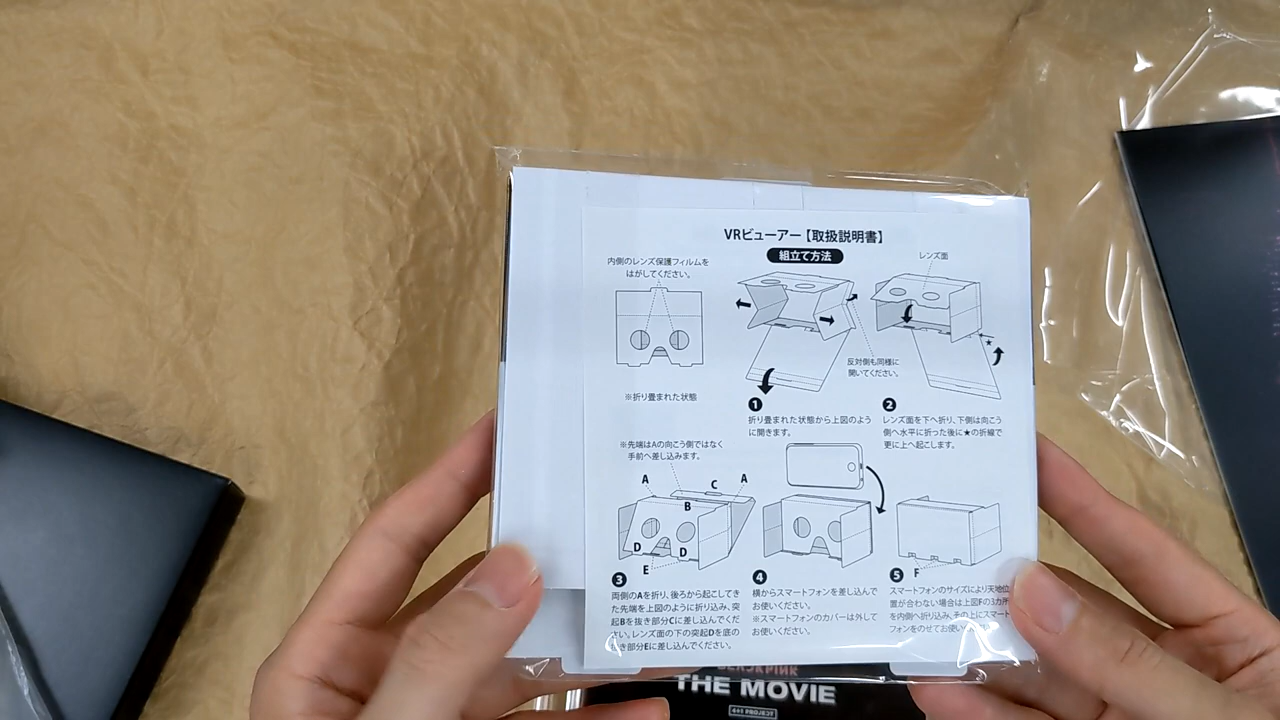 VRビューアー【取扱説明書】
組立て方法
内側のレンズ保護フィルムを
はがしてください。
※折り畳まれた状態
反対側も同様に
開いてください。
❶
折り畳まれた状態から上図のよう
に開きます。
レンズ面
★
❷
レンズ面を下へ折り、下側は向こう
側へ水平に折った後に★の折線で
更に上へ起こします。
※先端はAの向こう側ではなく
手前へ差し込みます。
A
C
A
B
D
D
E
❸
両側のAを折り、後ろから起こしてき
た先端を上図のように折り込み、突
起Bを抜き部分Cに差し込んでくだ
さい。レンズ面の下の突起Dを底の
抜き部分Eに差し込んでください。
❹
横からスマートフォンを差し込んで
お使いください。
※スマートフォンのカバーは外して
お使いください。
F
❺
スマートフォンのサイズにより天地位
置が合わない場合は上図Fの3カ所
を内側へ折り込み、その上にスマート
フォンをのせてお使いください。
BLACKPINK
THE MOVIE
4+1 PROJECT